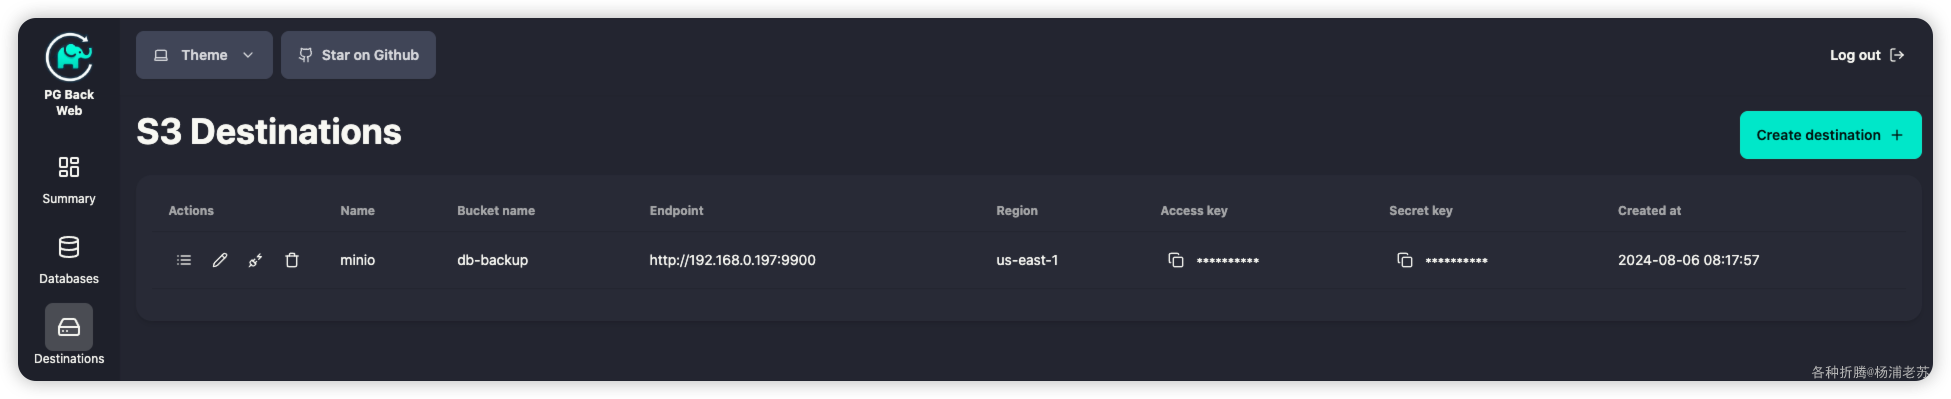 PG Back
Web
Theme
Star on Github
Log out
S3 Destinations
Create destination +
Summary
Databases
Destinations
Actions Name Bucket name Endpoint Region Access key Secret key Created at
minio db-backup http://192.168.0.197:9900 us-east-1 ********** ********** 2024-08-06 08:17:57
各种折腾@杨浦老苏